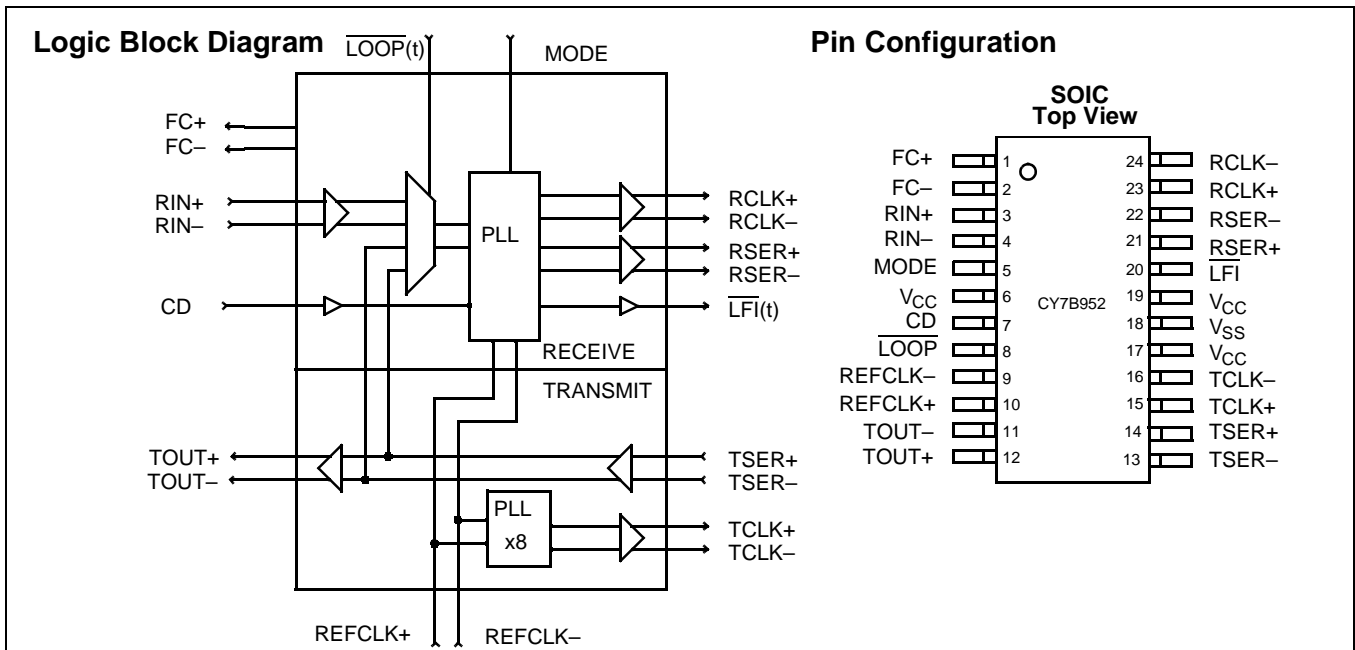 Logic Block Diagram
LOOP(t)
MODE
FC+
FC–
RIN+
RIN–
CD
PLL
RCLK+
RCLK–
RSER+
RSER–
LFI(t)
RECEIVE
TRANSMIT
TOUT+
TOUT–
TSER+
TSER–
PLL
x8
TCLK+
TCLK–
REFCLK+
REFCLK–
Pin Configuration
SOIC
Top View
FC+ 1
FC– 2
RIN+ 3
RIN– 4
MODE 5
VCC 6
CD 7
LOOP 8
REFCLK– 9
REFCLK+ 10
TOUT– 11
TOUT+ 12
CY7B952
24 RCLK–
23 RCLK+
22 RSER–
21 RSER+
20 LFI
19 VCC
18 VSS
17 VCC
16 TCLK–
15 TCLK+
14 TSER+
13 TSER–